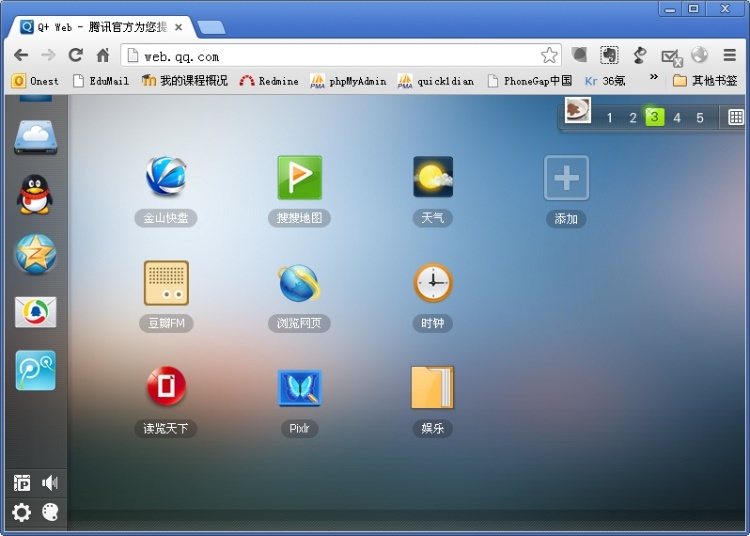 Q+ Web - 腾讯官方为您提
web.qq.com
Onest EduMail 我的课程概况 Redmine phpMyAdmin quick1dian PhoneGap中国 Kr 36氪 » 其他书签
1 2 3 4 5
金山快盘 搜搜地图 天气 添加
豆瓣FM 浏览网页 时钟
读览天下 Pixlr 娱乐